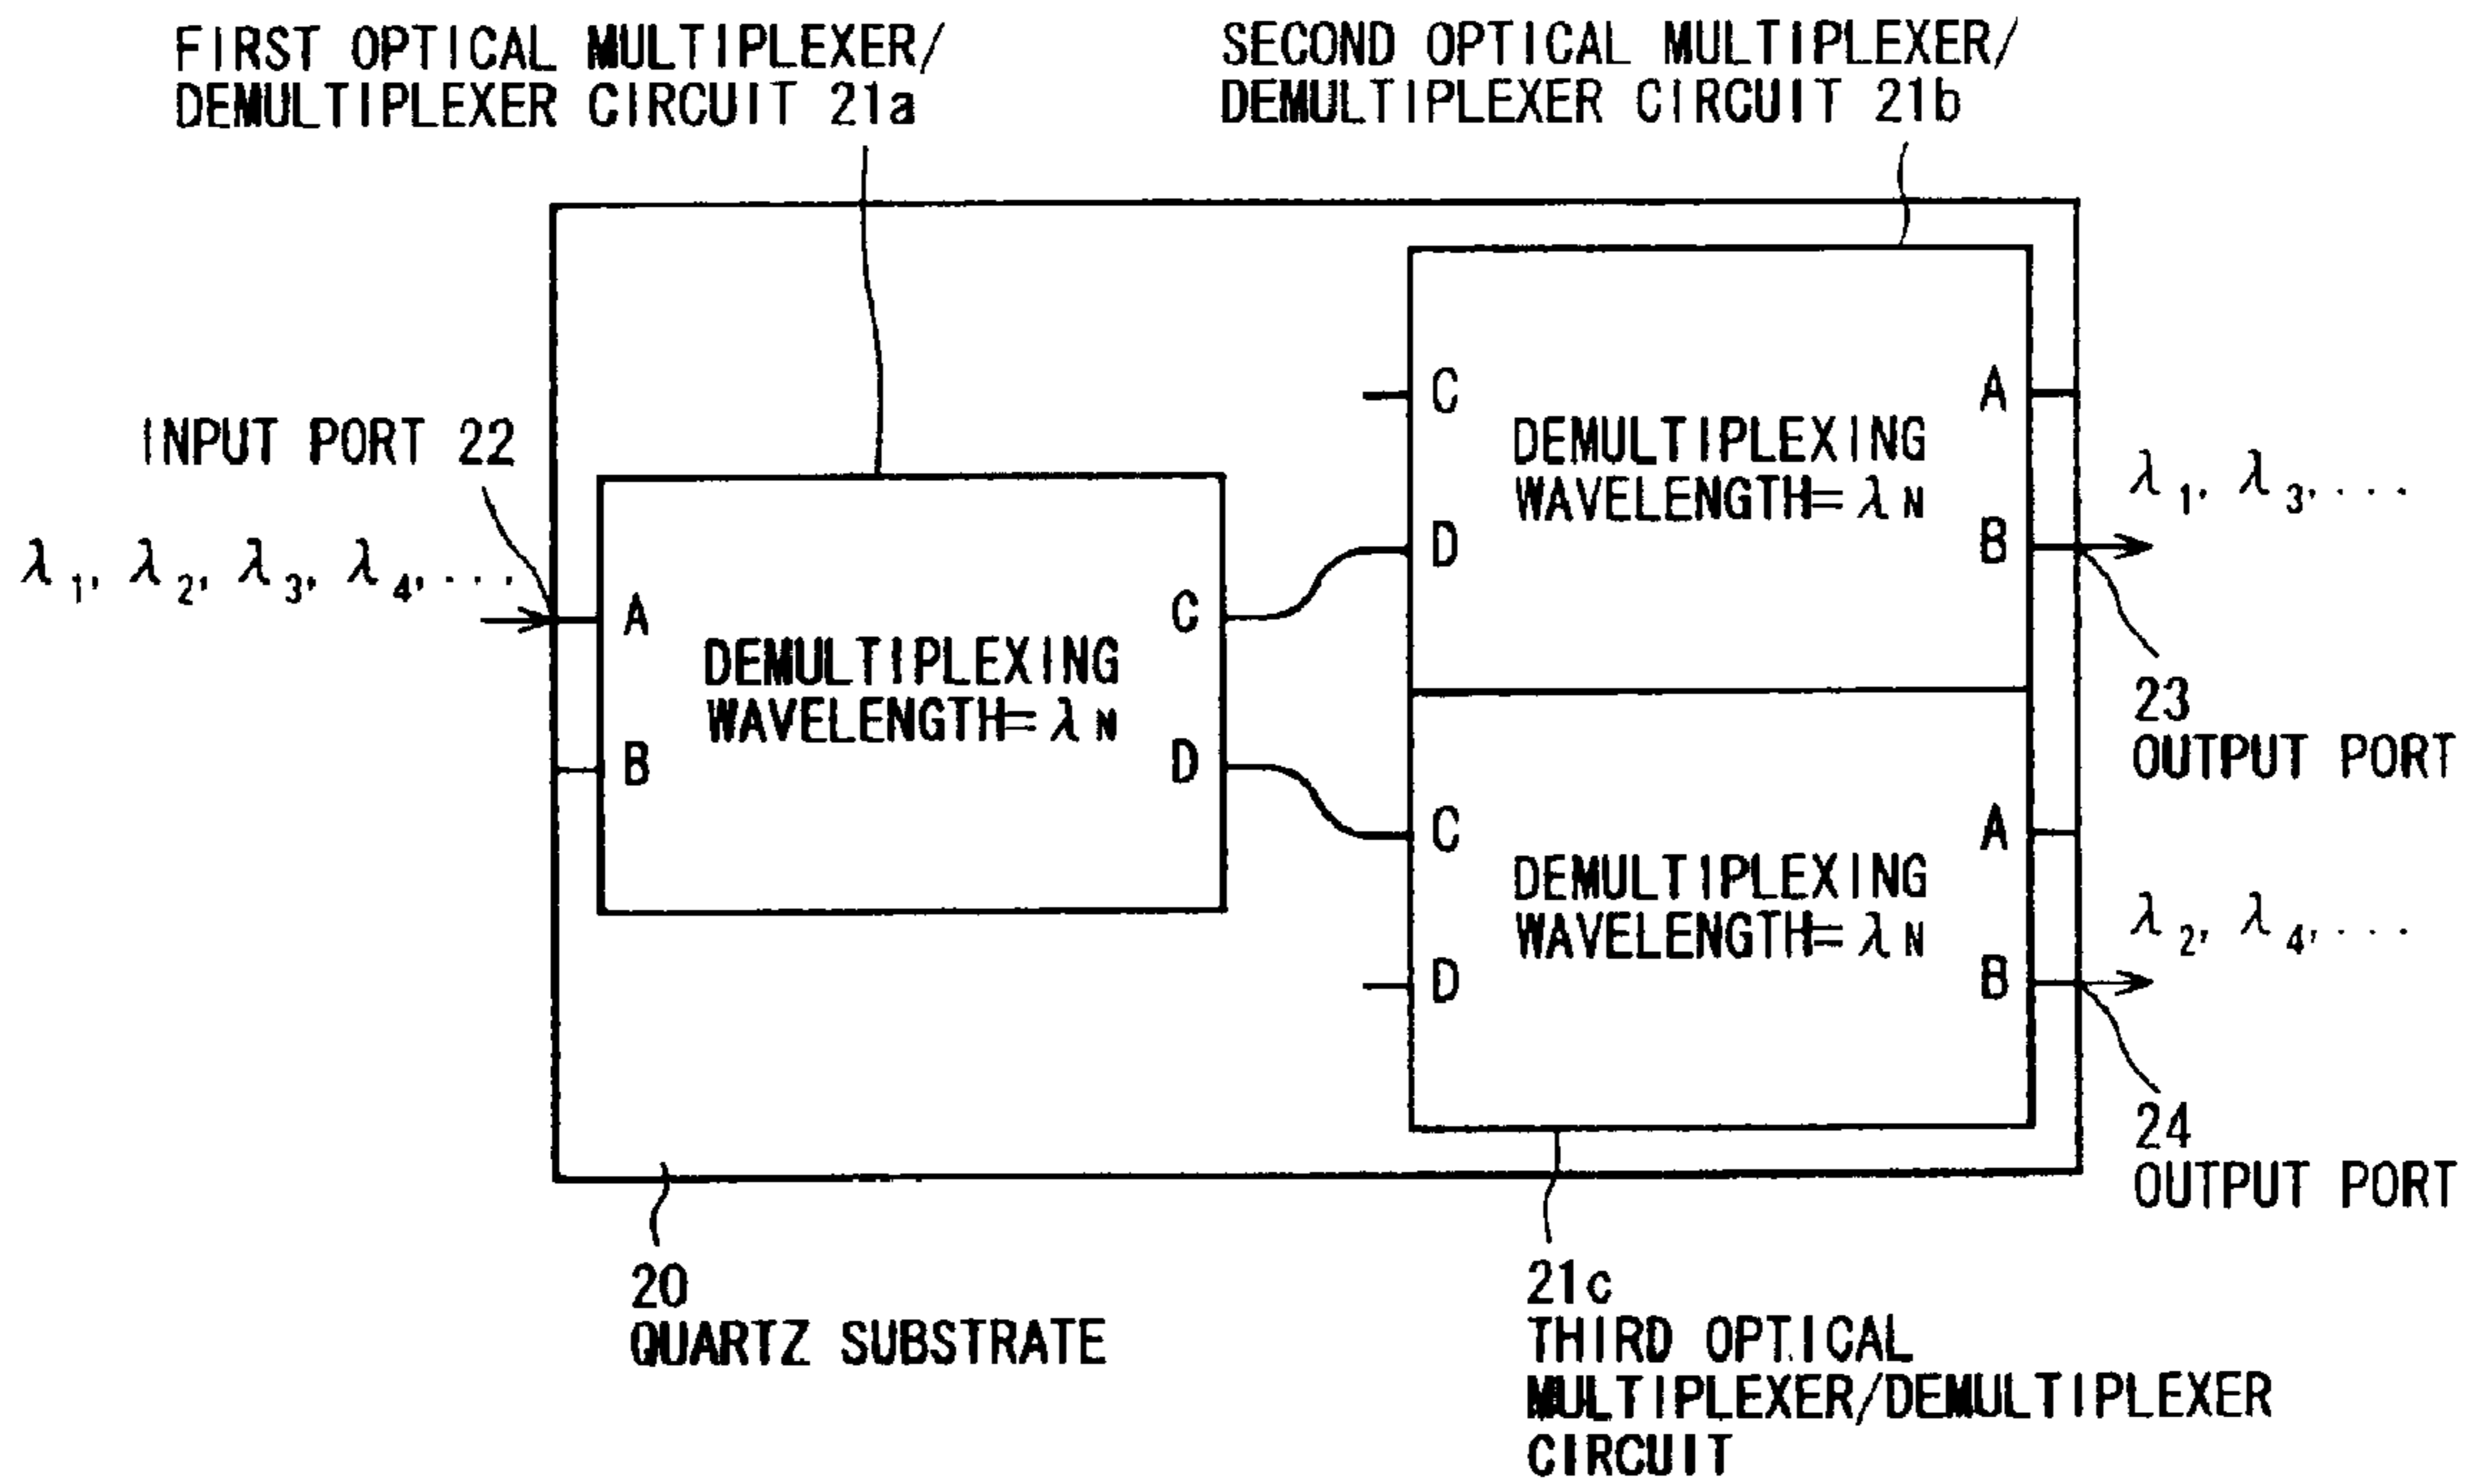 FIRST OPTICAL MULTIPLEXER/
DEMULTIPLEXER CIRCUIT 21a
SECOND OPTICAL MULTIPLEXER/
DEMULTIPLEXER CIRCUIT 21b
INPUT PORT 22
λ1, λ2, λ3, λ4, ...
A
B
C
D
DEMULTIPLEXING
WAVELENGTH=λN
C
D
A
B
DEMULTIPLEXING
WAVELENGTH=λN
λ1, λ3, ...
23
OUTPUT PORT
C
D
A
B
DEMULTIPLEXING
WAVELENGTH=λN
λ2, λ4, ...
24
OUTPUT PORT
20
QUARTZ SUBSTRATE
21c
THIRD OPTICAL
MULTIPLEXER/DEMULTIPLEXER
CIRCUIT